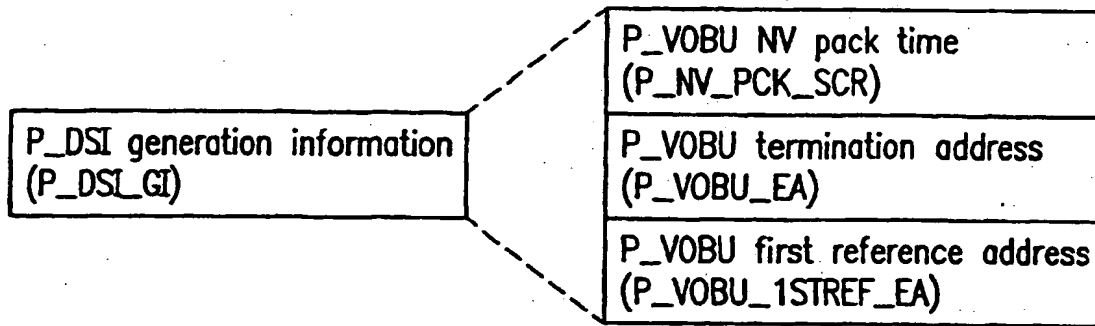 P_DSI generation information
(P_DSI_GI)
P_VOBU NV pack time
(P_NV_PCK_SCR)
P_VOBU termination address
(P_VOBU_EA)
P_VOBU first reference address
(P_VOBU_1STREF_EA)